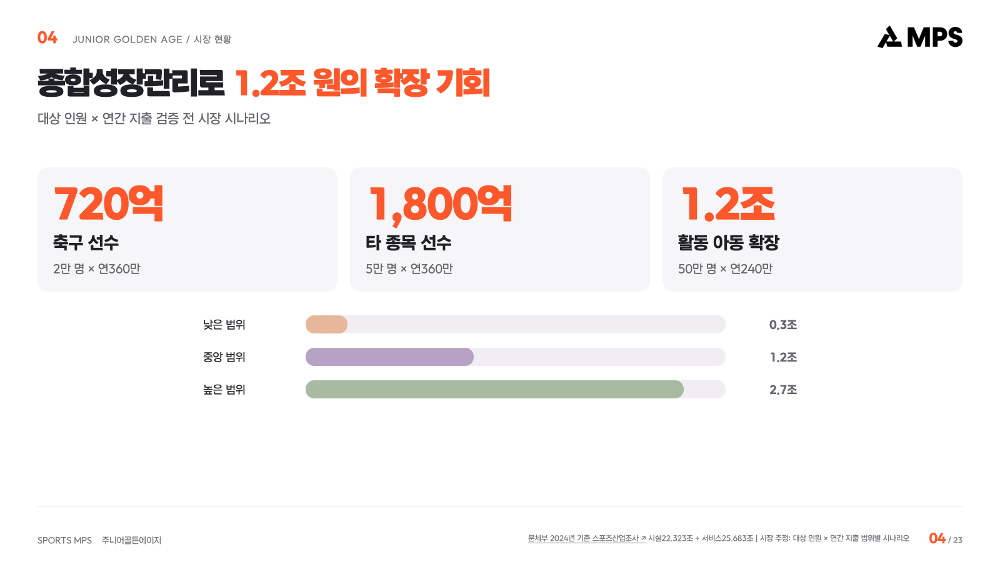 04 JUNIOR GOLDEN AGE / 시장 현황
MPS
종합성장관리로 1.2조 원의 확장 기회
대상 인원 × 연간 지출 검증 전 시장 시나리오
720억
축구 선수
2만 명 × 연360만
1,800억
타 종목 선수
5만 명 × 연360만
1.2조
활동 아동 확장
50만 명 × 연240만
낮은 범위 0.3조
중앙 범위 1.2조
높은 범위 2.7조
SPORTS MPS 주니어골든에이지
문체부 2024년 기준 스포츠산업조사 ↗ 시설22.323조 + 서비스25.683조 | 시장 추정: 대상 인원 × 연간 지출 범위별 시나리오
04 / 23